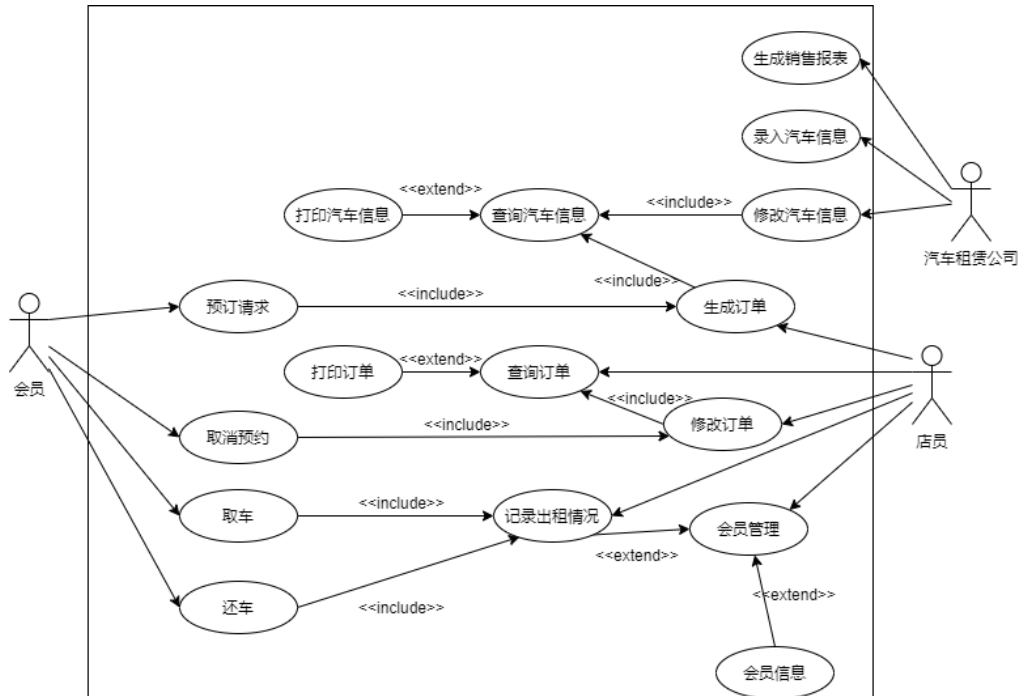 生成销售报表
录入汽车信息
<<extend>>
<<include>>
打印汽车信息
查询汽车信息
修改汽车信息
汽车租赁公司
<<include>>
<<include>>
预订请求
生成订单
<<extend>>
打印订单
查询订单
会员
<<include>>
<<include>>
取消预约
修改订单
店员
<<include>>
取车
记录出租情况
会员管理
<<extend>>
<<extend>>
还车
<<include>>
会员信息